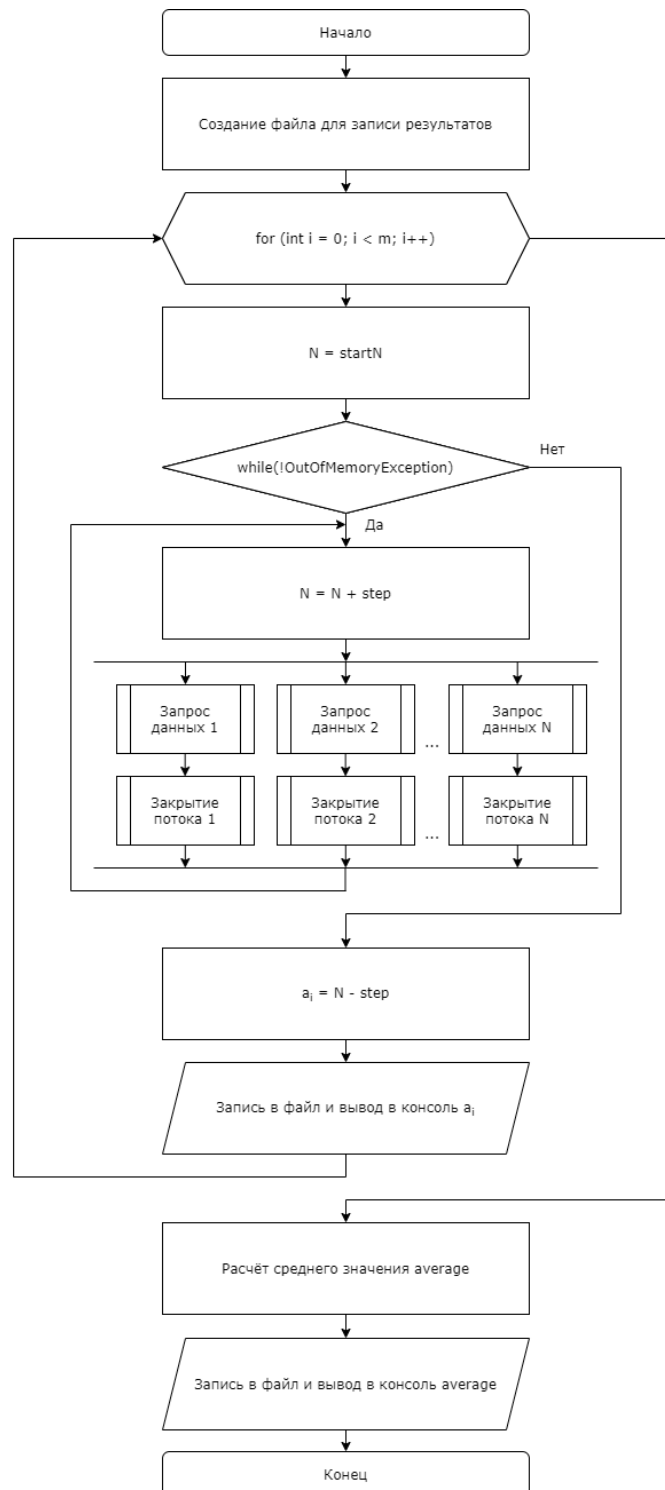 Начало
Создание файла для записи результатов
for (int i = 0; i < m; i++)
N = startN
Нет
while(!OutOfMemoryException)
Да
N = N + step
Запрос
данных 1
Запрос
данных 2
...
Запрос
данных N
Закрытие
потока 1
Закрытие
потока 2
...
Закрытие
потока N
aᵢ = N - step
Запись в файл и вывод в консоль aᵢ
Расчёт среднего значения average
Запись в файл и вывод в консоль average
Конец